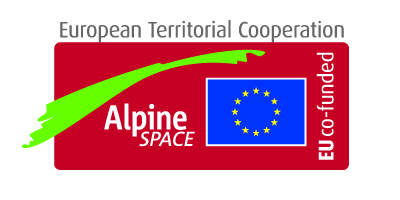 European Territorial Cooperation
Alpine
SPACE
EU co-funded